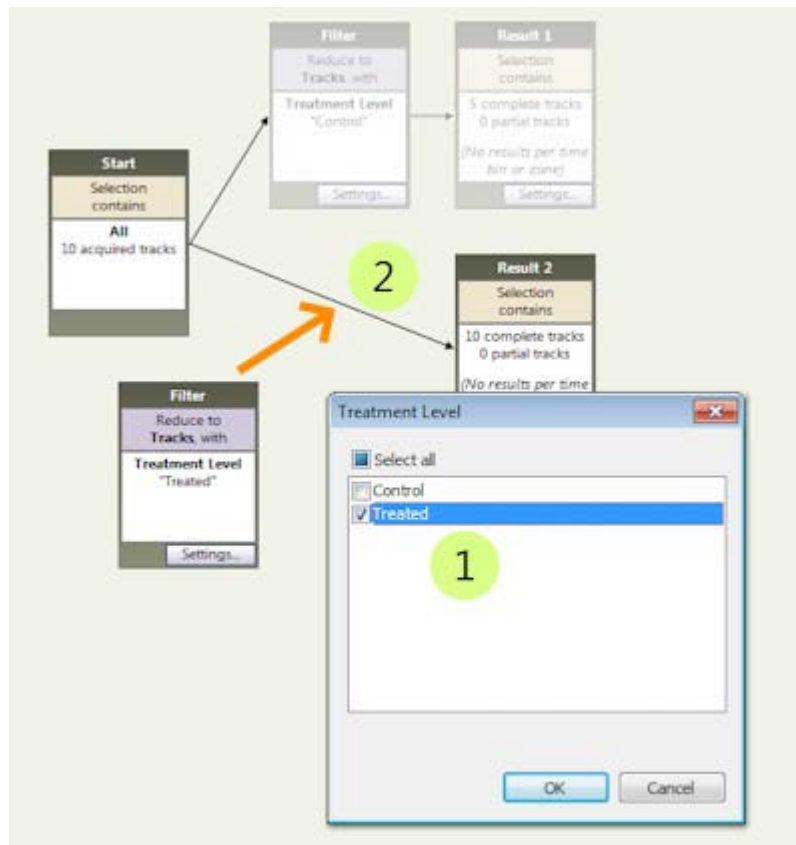 Filter
Reduce to
Tracks, with
Treatment Level
"Control"
Settings...
Result 1
Selection
contains
5 complete tracks
0 partial tracks
(No results per time
bin or zone)
Settings...
Start
Selection
contains
All
10 acquired tracks
2
Result 2
Selection
contains
10 complete tracks
0 partial tracks
(No results per time
Filter
Reduce to
Tracks, with
Treatment Level
"Treated"
Settings...
Treatment Level
Select all
Control
Treated
1
OK
Cancel